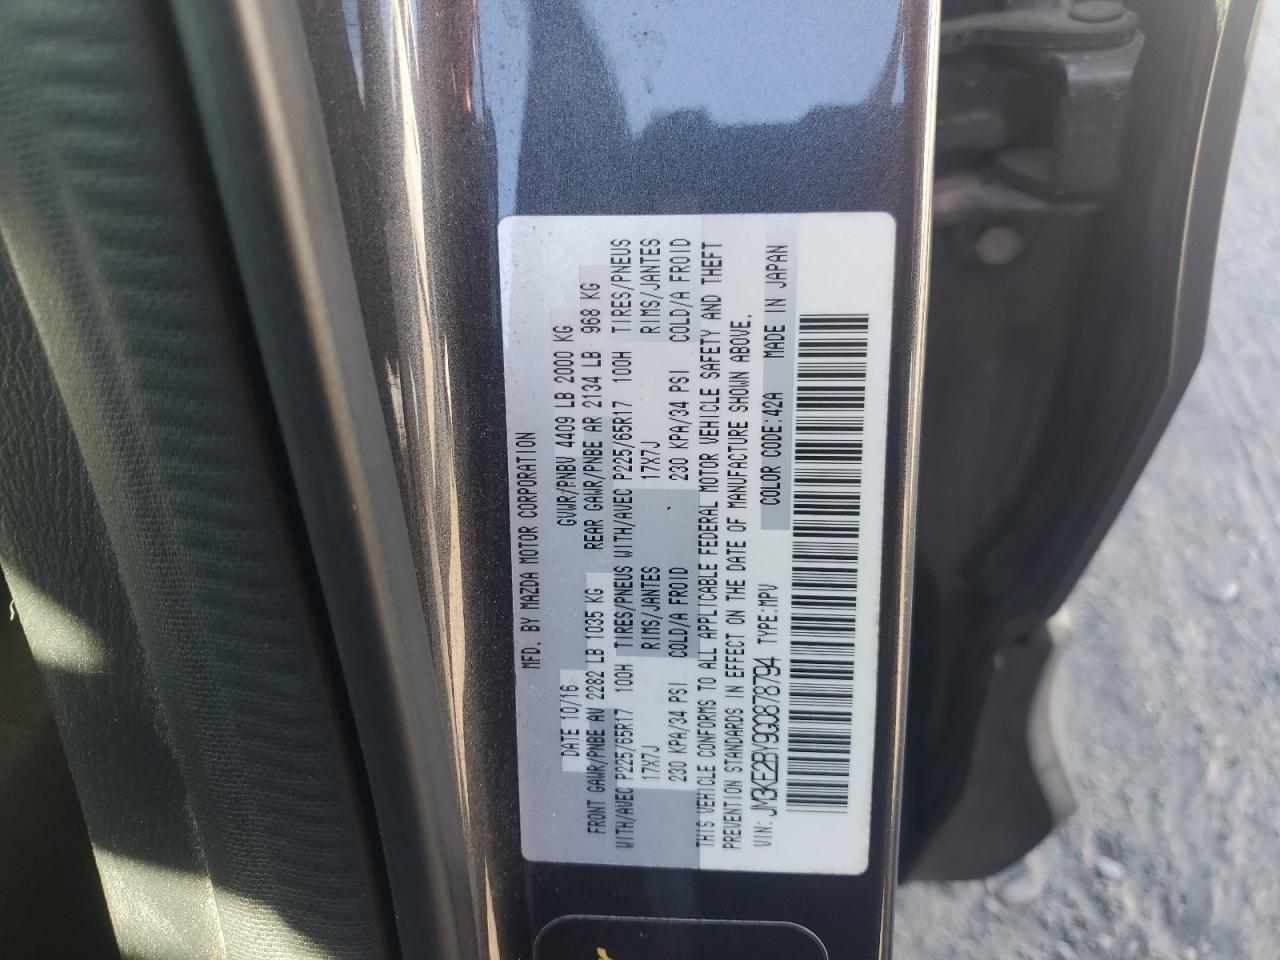 MFD. BY MAZDA MOTOR CORPORATION
DATE 10/16 GVWR/PNBV 4409 LB 2000 KG
FRONT GAWR/PNBE AV 2282 LB 1035 KG REAR GAWR/PNBE AR 2134 LB 968 KG
WITH/AVEC P225/65R17 100H TIRES/PNEUS WITH/AVEC P225/65R17 100H TIRES/PNEUS
17X7J RIMS/JANTES 17X7J RIMS/JANTES
230 KPA/34 PSI COLD/A FROID 230 KPA/34 PSI COLD/A FROID
THIS VEHICLE CONFORMS TO ALL APPLICABLE FEDERAL MOTOR VEHICLE SAFETY AND THEFT
PREVENTION STANDARDS IN EFFECT ON THE DATE OF MANUFACTURE SHOWN ABOVE.
VIN: JM3KE2BY9G0878794 TYPE:MPV COLOR CODE:42A MADE IN JAPAN